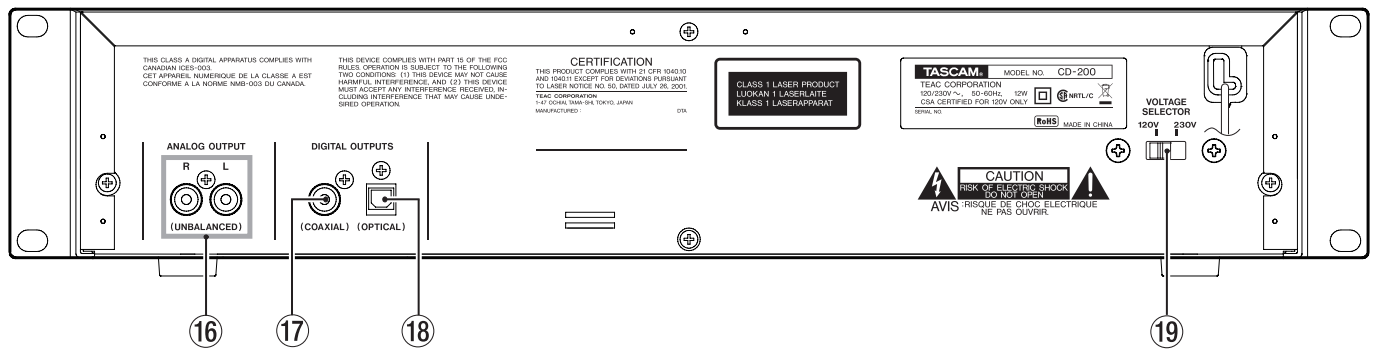 THIS CLASS A DIGITAL APPARATUS COMPLIES WITH
CANADIAN ICES-003.
CET APPAREIL NUMERIQUE DE LA CLASSE A EST
CONFORME A LA NORME NMB-003 DU CANADA.
THIS DEVICE COMPLIES WITH PART 15 OF THE FCC
RULES. OPERATION IS SUBJECT TO THE FOLLOWING
TWO CONDITIONS: (1) THIS DEVICE MAY NOT CAUSE
HARMFUL INTERFERENCE, AND (2) THIS DEVICE
MUST ACCEPT ANY INTERFERENCE RECEIVED, IN-
CLUDING INTERFERENCE THAT MAY CAUSE UNDE-
SIRED OPERATION.
CERTIFICATION
THIS PRODUCT COMPLIES WITH 21 CFR 1040.10
AND 1040.11 EXCEPT FOR DEVIATIONS PURSUANT
TO LASER NOTICE NO. 50, DATED JULY 26, 2001.
TEAC CORPORATION
1-47 OCHIAI, TAMA-SHI, TOKYO, JAPAN
MANUFACTURED : DTA
CLASS 1 LASER PRODUCT
LUOKAN 1 LASERLAITE
KLASS 1 LASERAPPARAT
TASCAM. MODEL NO. CD-200
TEAC CORPORATION
120/230V~, 50-60Hz, 12W
CSA CERTIFIED FOR 120V ONLY
NRTL/C
SERIAL NO.
RoHS MADE IN CHINA
VOLTAGE
SELECTOR
120V 230V
ANALOG OUTPUT
R L
(UNBALANCED)
DIGITAL OUTPUTS
(COAXIAL) (OPTICAL)
CAUTION
RISK OF ELECTRIC SHOCK
DO NOT OPEN
AVIS :RISQUE DE CHOC ELECTRIQUE
NE PAS OUVRIR.
16 17 18 19